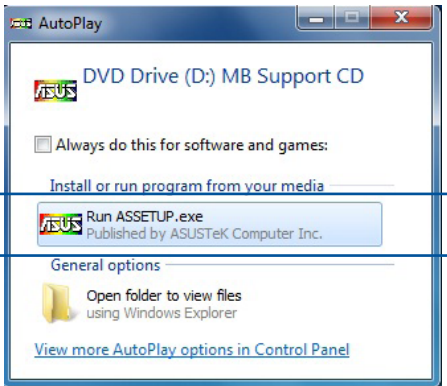 ASUS AutoPlay
ASUS DVD Drive (D:) MB Support CD
Always do this for software and games:
Install or run program from your media
ASUS Run ASSETUP.exe
Published by ASUSTeK Computer Inc.
General options
Open folder to view files
using Windows Explorer
View more AutoPlay options in Control Panel